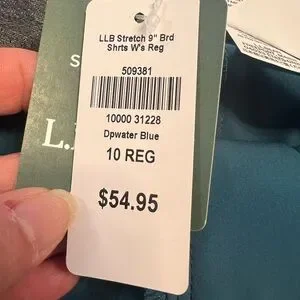 LLB Stretch 9" Brd
Shrts W's Reg
509381
10000 31228
Dpwater Blue
10 REG
$54.95
S
L.